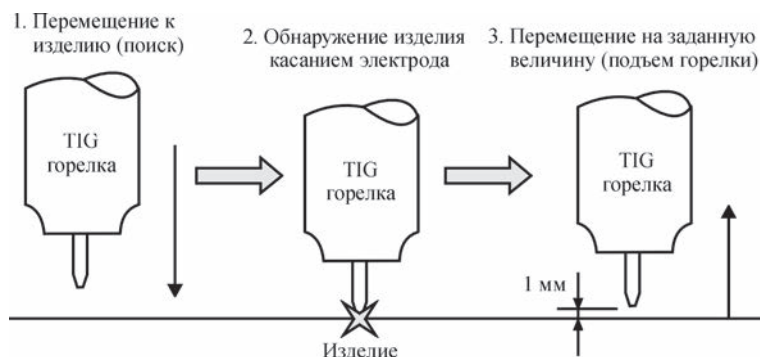 1. Перемещение к
изделию (поиск)
2. Обнаружение изделия
касанием электрода
3. Перемещение на заданную
величину (подъем горелки)
TIG
горелка
TIG
горелка
TIG
горелка
1 мм
Изделие